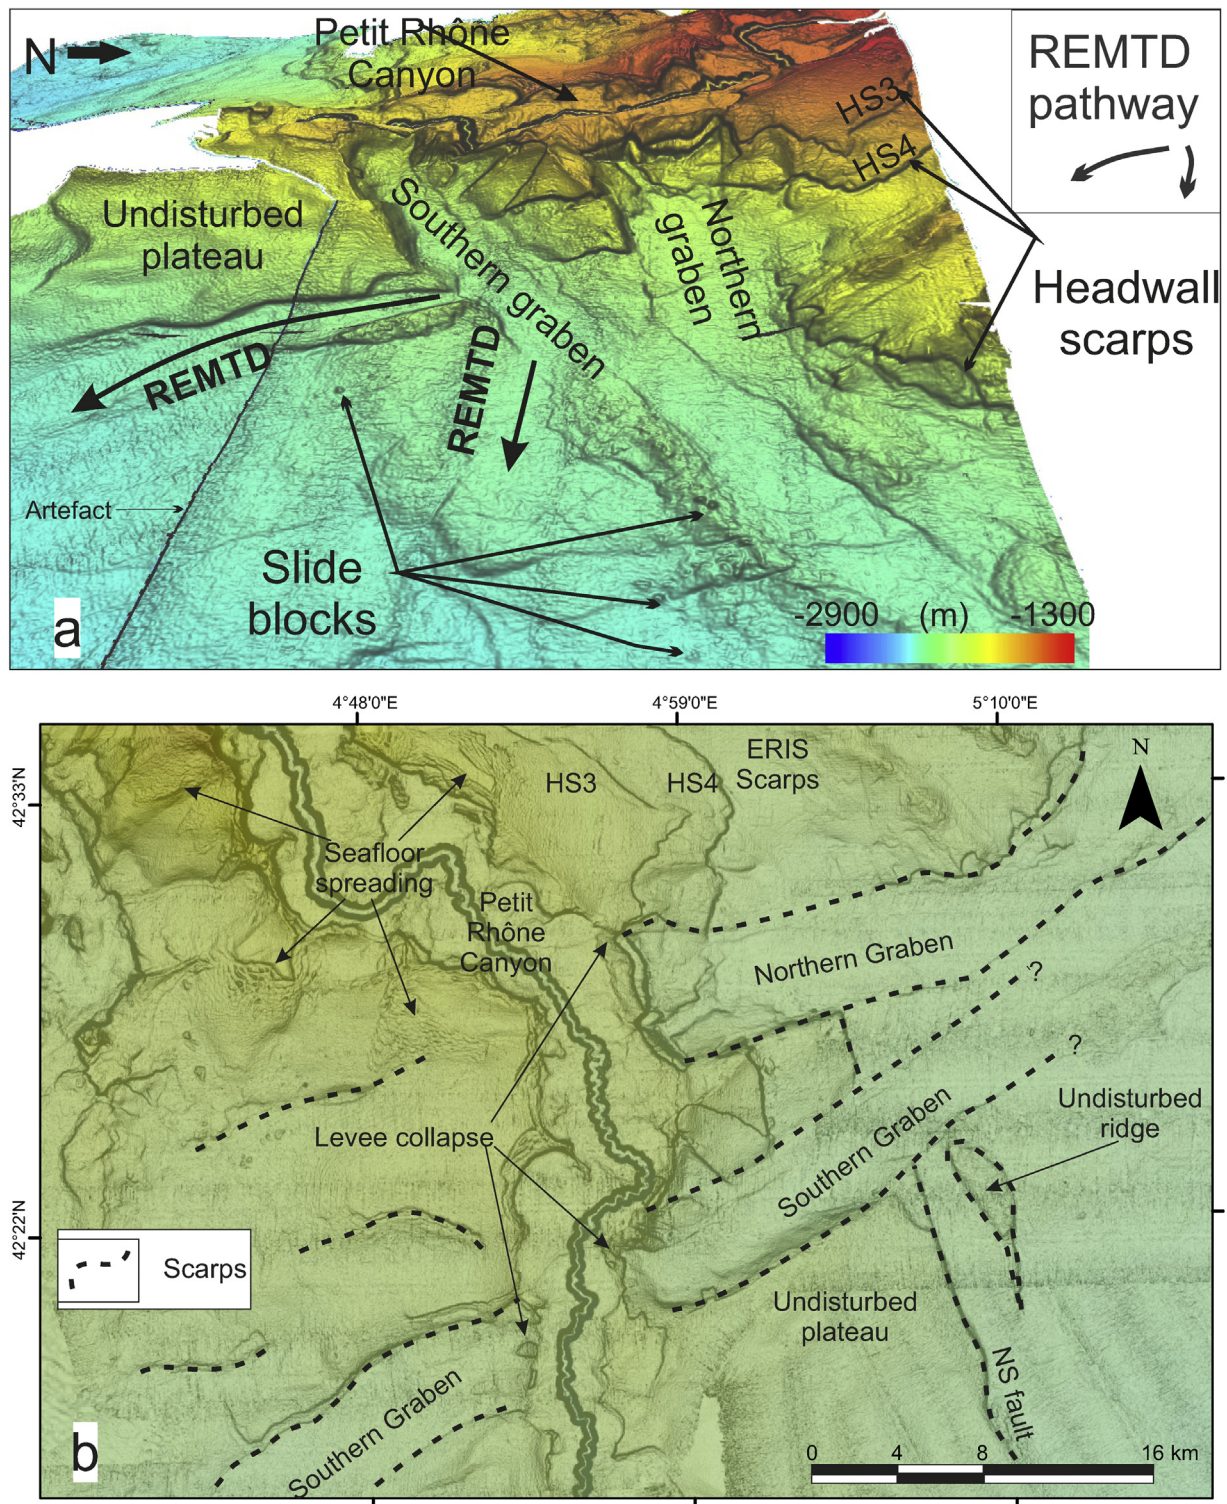 N
Petit Rhône
Canyon
REMTD
pathway
HS3
HS4
Undisturbed
plateau
Southern graben
Northern
graben
Headwall
scarps
REMTD
REMTD
Artefact
Slide
blocks
-2900 (m) -1300
a
4°48'0"E 4°59'0"E 5°10'0"E
42°33'N
42°22'N
HS3
HS4
ERIS
Scarps
N
Seafloor
spreading
Petit
Rhône
Canyon
Northern Graben
?
?
Levee collapse
Undisturbed
ridge
Southern Graben
Scarps
Undisturbed
plateau
NS fault
Southern Graben
b
0 4 8 16 km